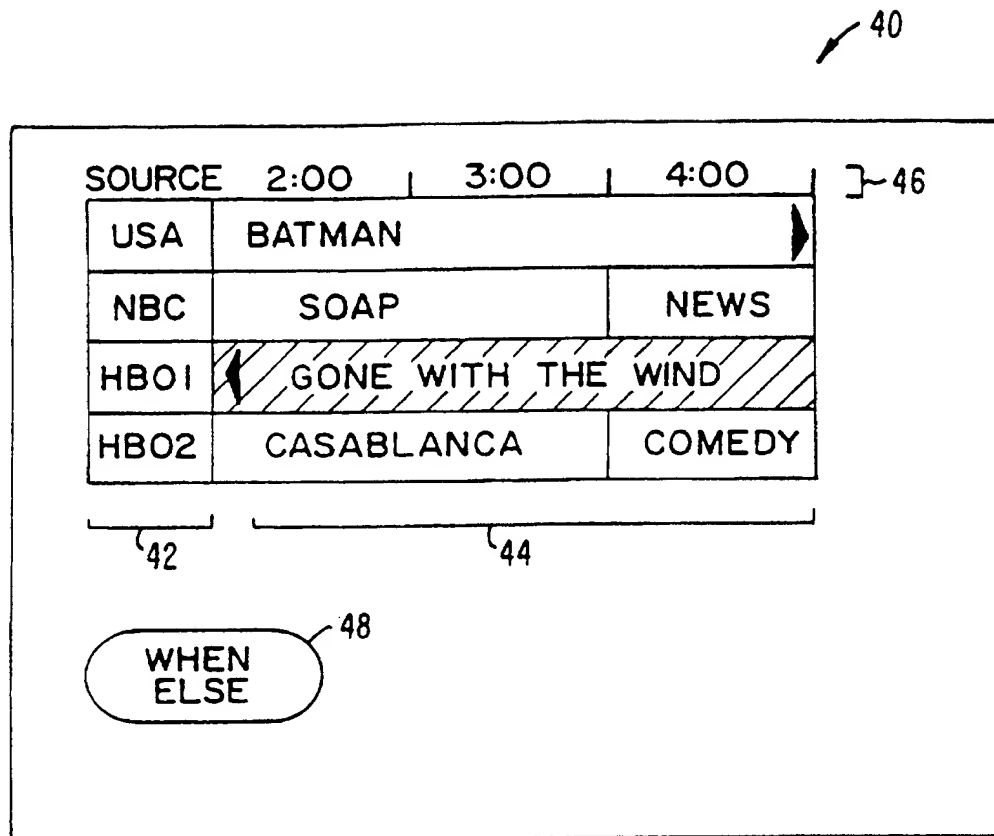 40
SOURCE 2:00 3:00 4:00 46
USA BATMAN
NBC SOAP NEWS
HBO1 GONE WITH THE WIND
HBO2 CASABLANCA COMEDY
42 44
48
WHEN
ELSE